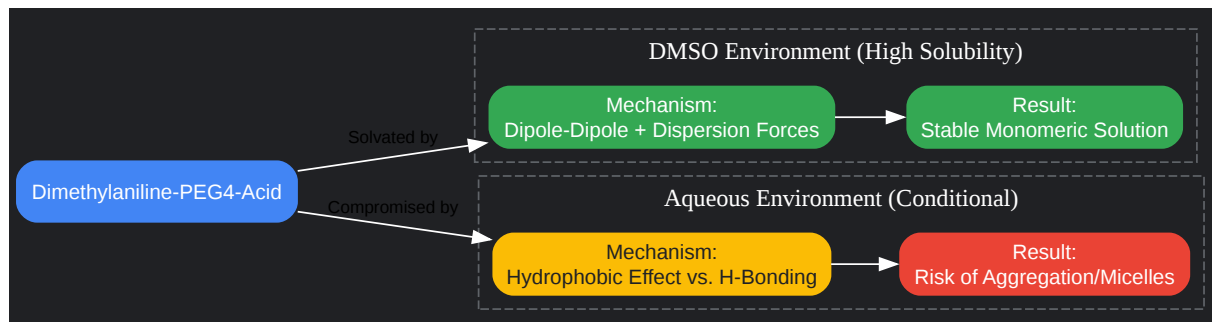 DMSO Environment (High Solubility)
Mechanism:
Dipole-Dipole + Dispersion Forces
Result:
Stable Monomeric Solution
Solvated by
Dimethylaniline-PEG4-Acid
Compromised by
Aqueous Environment (Conditional)
Mechanism:
Hydrophobic Effect vs. H-Bonding
Result:
Risk of Aggregation/Micelles